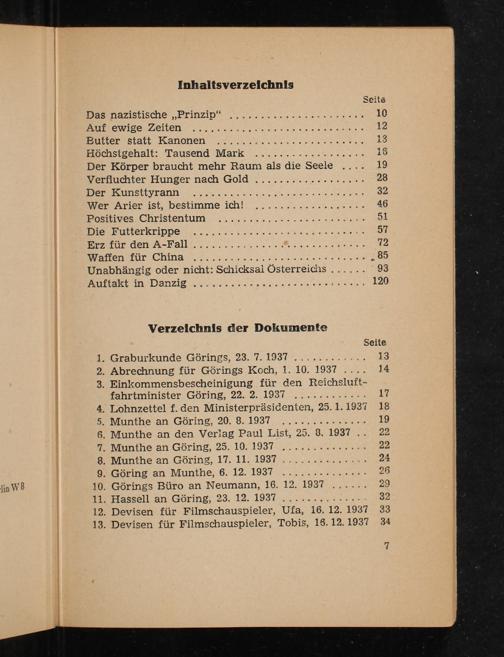 Inhaltsverzeichnis
Seite
Das nazistische „Prinzip“ ...................... 10
Auf ewige Zeiten ............................ 12
Butter statt Kanonen ........................ 13
Höchstgehalt: Tausend Mark .................. 16
Der Körper braucht mehr Raum als die Seele .... 19
Verfluchter Hunger nach Gold .................. 28
Der Kunsttyrann ............................ 32
Wer Arier ist, bestimme ich! .................. 46
Positives Christentum ........................ 51
Die Futterkrippe ............................ 57
Erz für den A-Fall ............................ 72
Waffen für China ............................ 85
Unabhängig oder nicht: Schicksal Österreichs ...... 93
Auftakt in Danzig ............................ 120
Verzeichnis der Dokumente
Seite
1. Graburkunde Görings, 23. 7. 1937 ............ 13
2. Abrechnung für Görings Koch, 1. 10. 1937 .... 14
3. Einkommensbescheinigung für den Reichsluft-
fahrtminister Göring, 22. 2. 1937 ............ 17
4. Lohnzettel f. den Ministerpräsidenten, 25. 1. 1937 18
5. Munthe an Göring, 20. 8. 1937 .............. 19
6. Munthe an den Verlag Paul List, 25. 8. 1937 .. 22
7. Munthe an Göring, 25. 10. 1937 .............. 22
8. Munthe an Göring, 17. 11. 1937 .............. 24
9. Göring an Munthe, 6. 12. 1937 .............. 26
10. Görings Büro an Neumann, 16. 12. 1937 ...... 29
11. Hassell an Göring, 23. 12. 1937 .............. 32
12. Devisen für Filmschauspieler, Ufa, 16. 12. 1937 33
13. Devisen für Filmschauspieler, Tobis, 16. 12. 1937 34
7
lin W 8